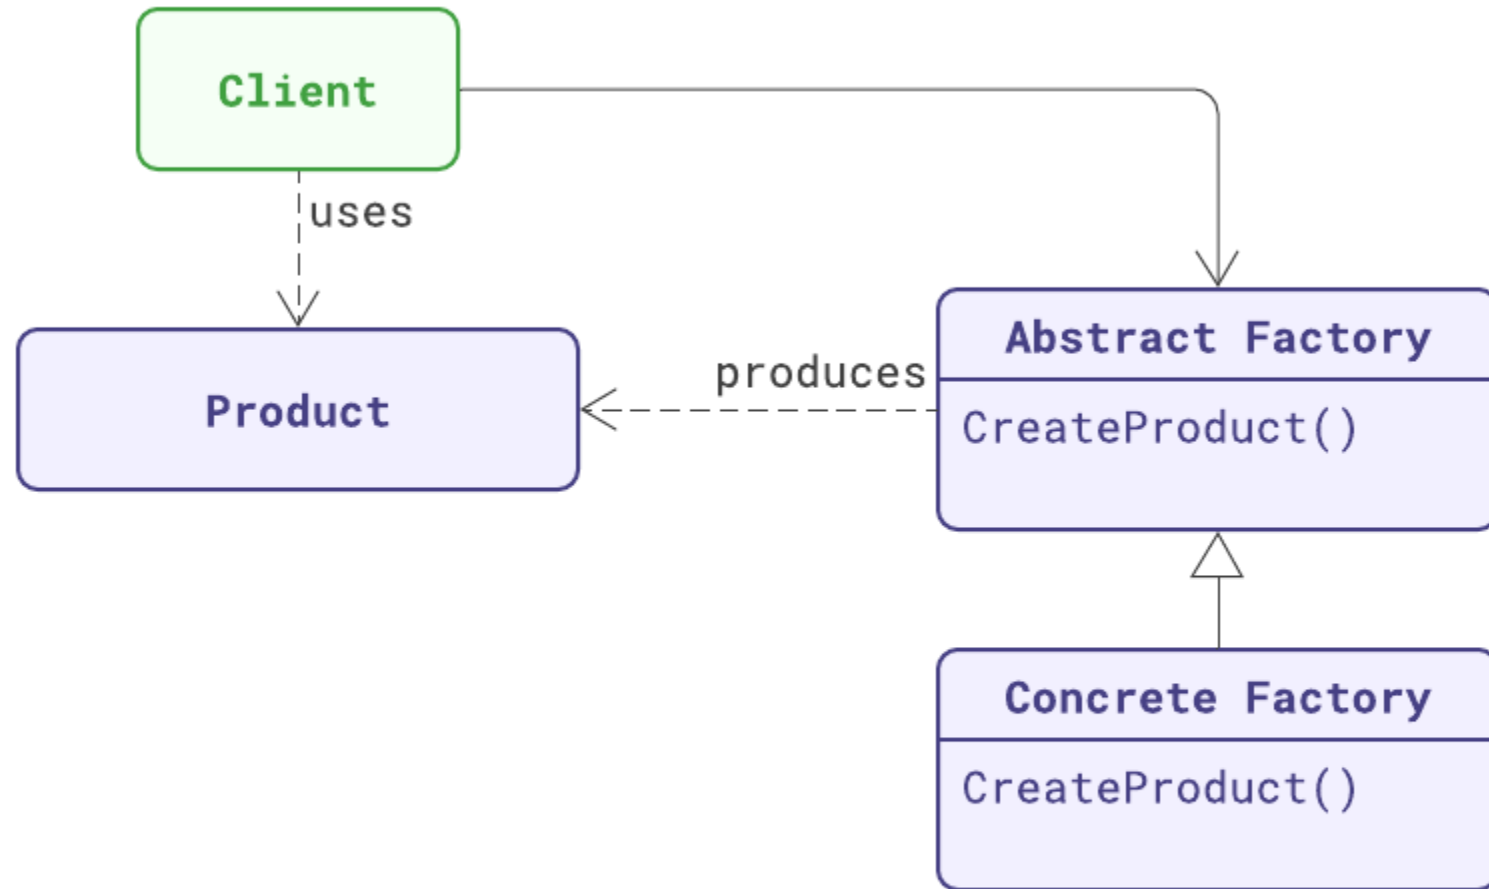 Client
uses
Product
produces
Abstract Factory
CreateProduct()
Concrete Factory
CreateProduct()